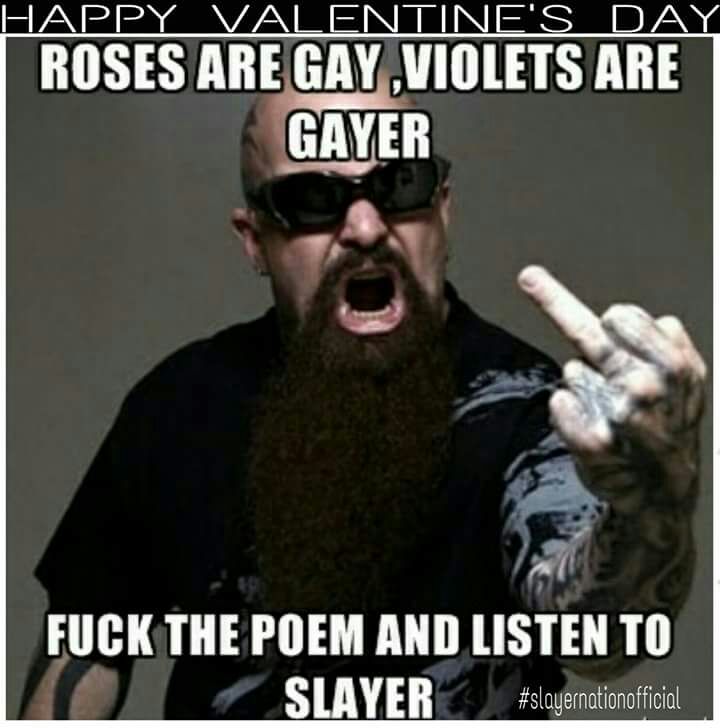 HAPPY VALENTINE'S DAY
ROSES ARE GAY ,VIOLETS ARE
GAYER
FUCK THE POEM AND LISTEN TO
SLAYER
#slayernationofficial